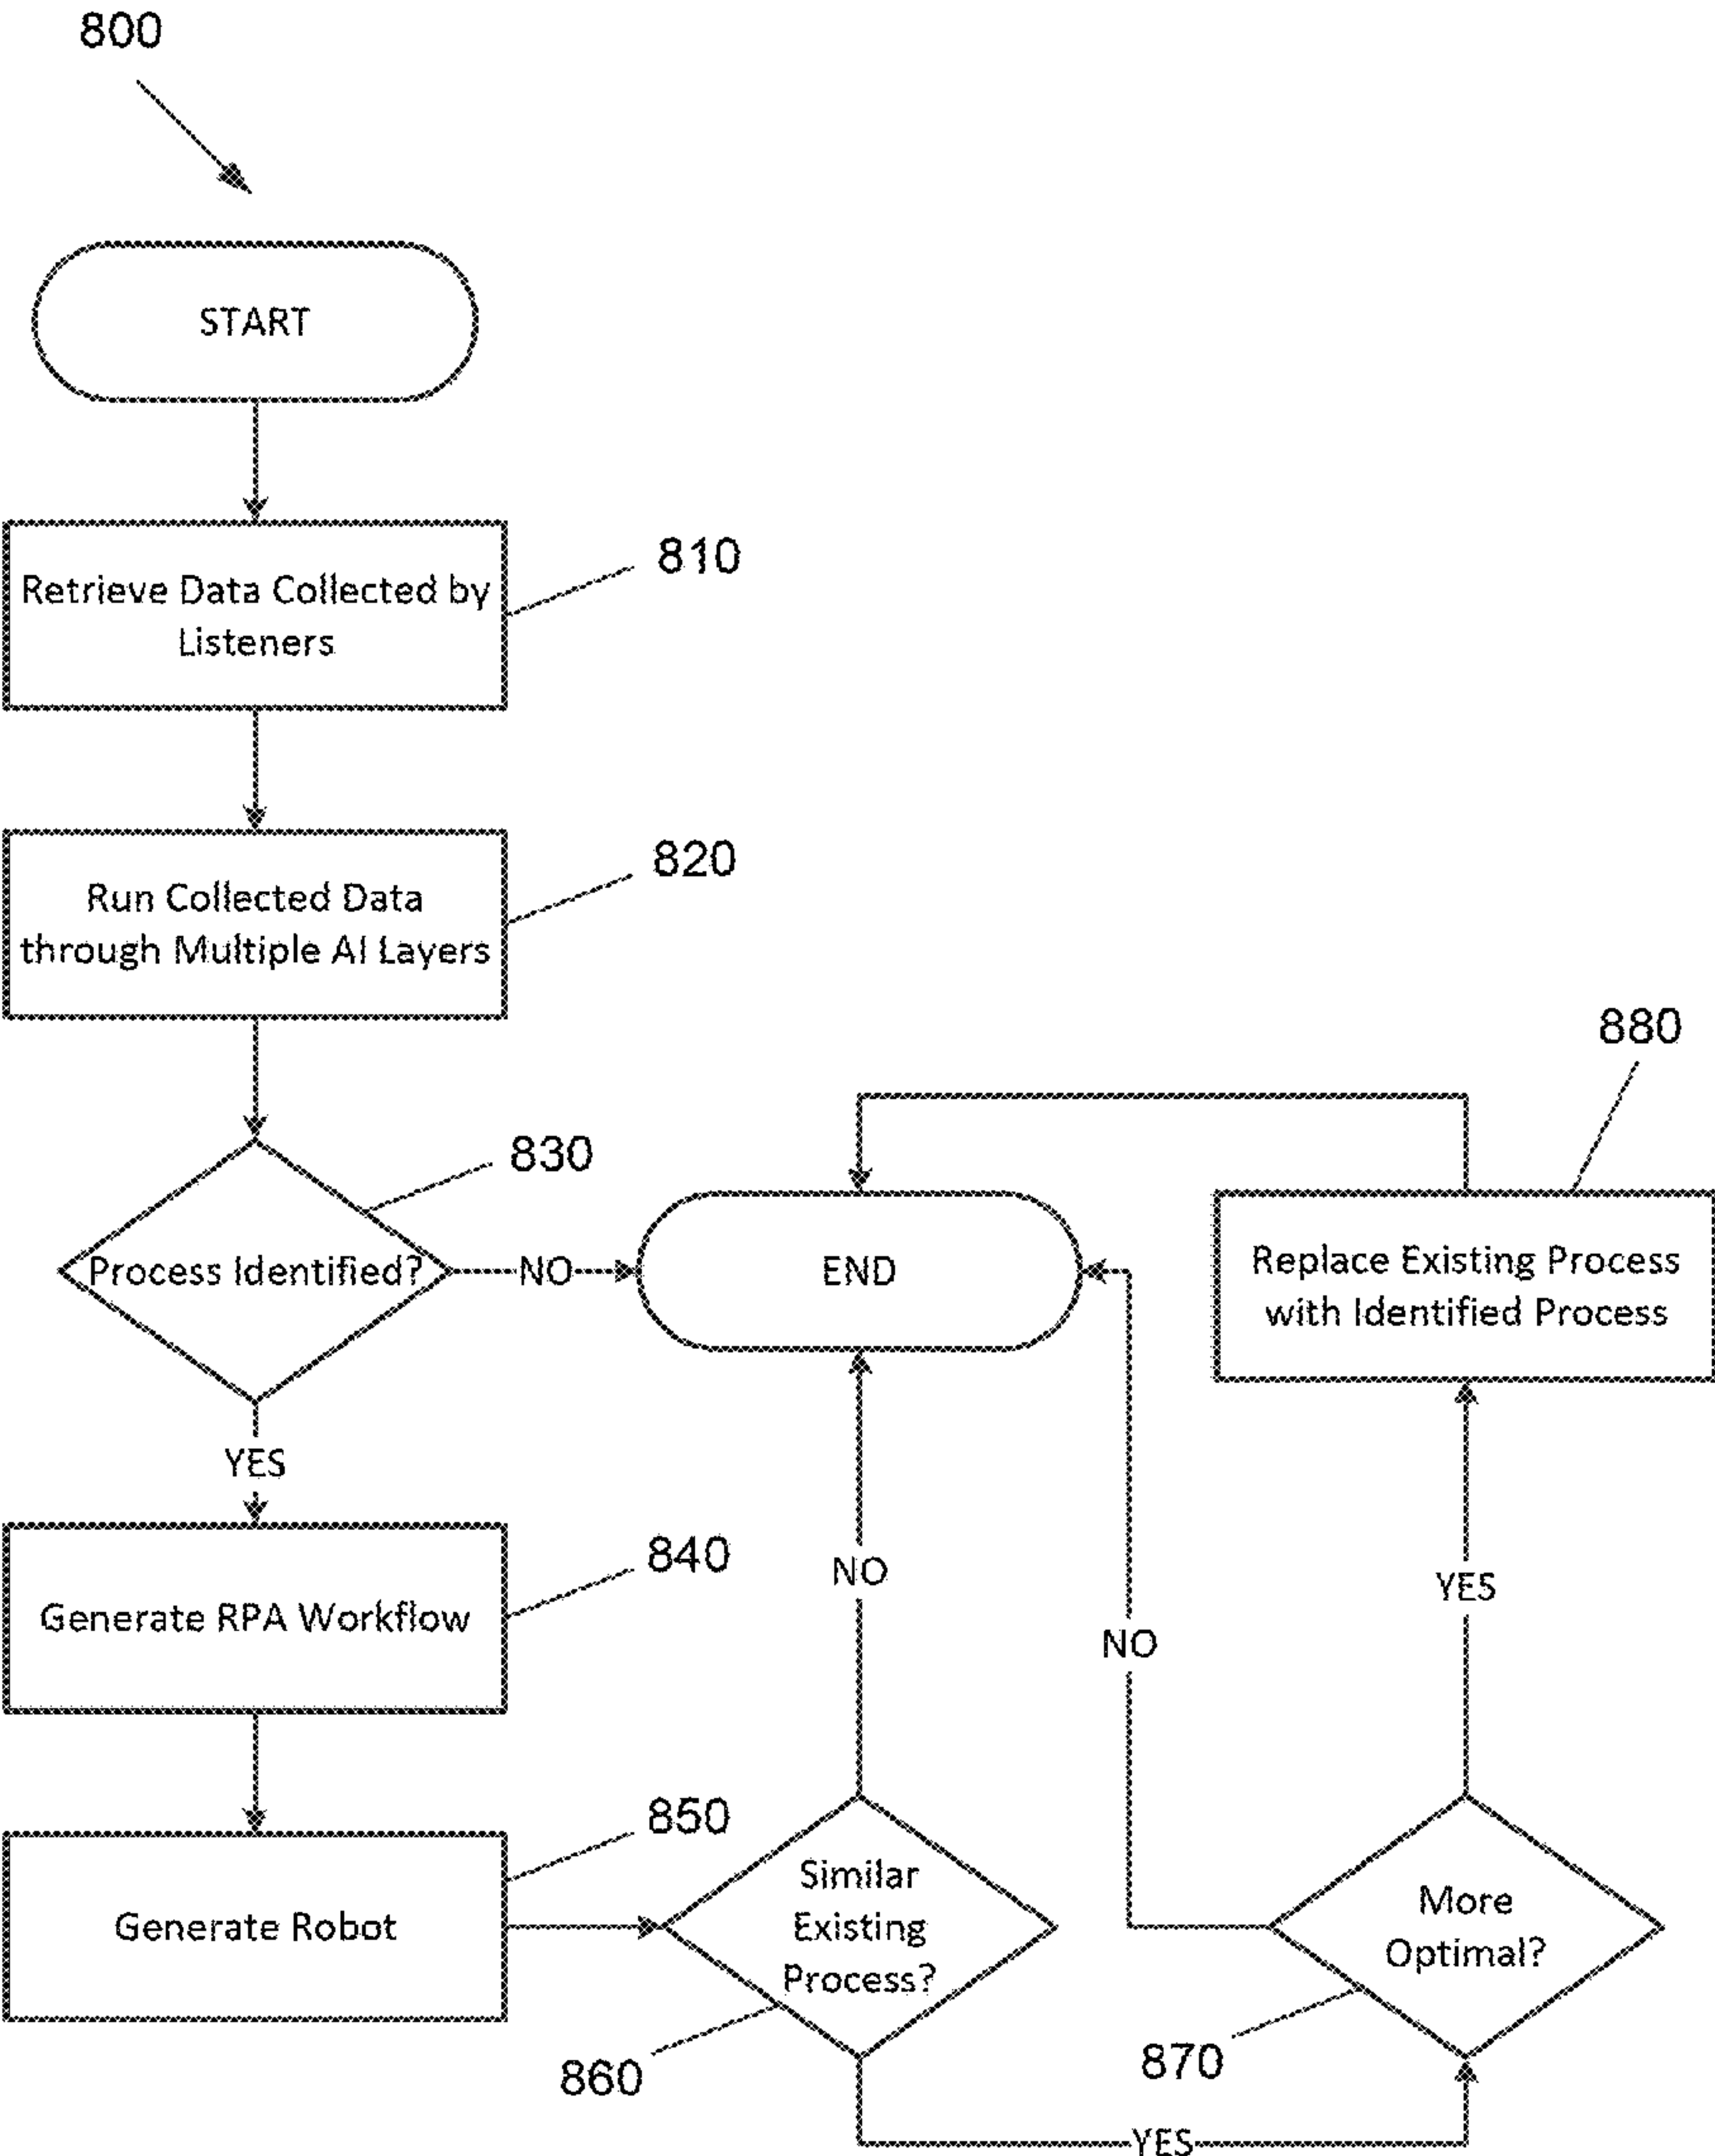 800
START
810
Retrieve Data Collected by
Listeners
820
Run Collected Data
through Multiple AI Layers
880
830
Process Identified?
NO
END
Replace Existing Process
with Identified Process
YES
840
Generate RPA Workflow
NO
YES
NO
850
Generate Robot
Similar
Existing
Process?
More
Optimal?
860
870
YES